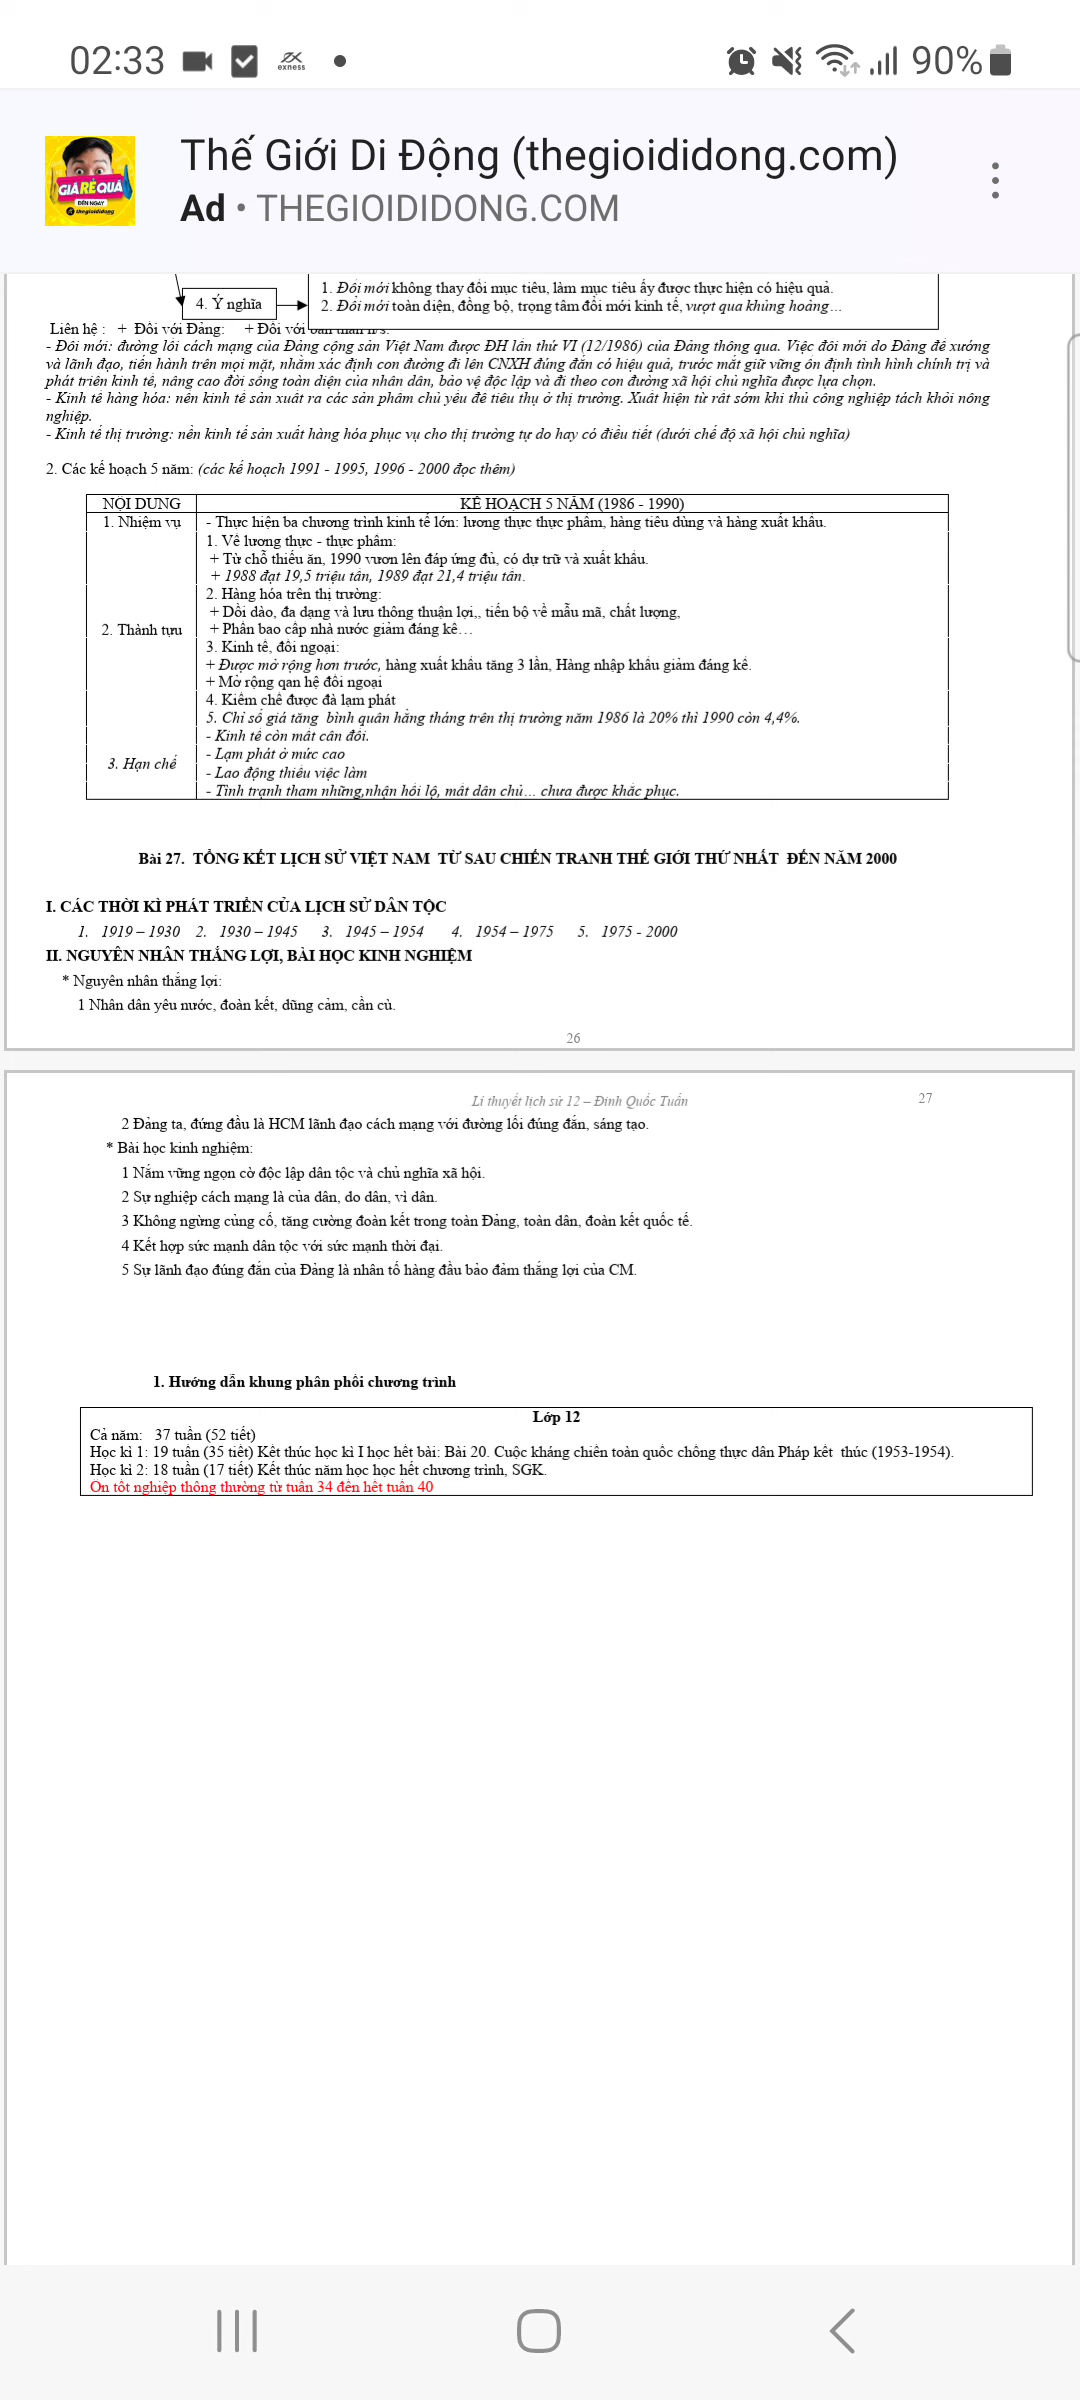 02:33
exness
90%
GIÁ RẺ QUÁ
ĐẾN NGAY
thegioididong
Thế Giới Di Động (thegioididong.com)
Ad • THEGIOIDIDONG.COM
1. Đổi mới không thay đổi mục tiêu, làm mục tiêu ấy được thực hiện có hiệu quả.
4. Ý nghĩa
2. Đổi mới toàn diện, đồng bộ, trọng tâm đổi mới kinh tế, vượt qua khủng hoảng…
Liên hệ : + Đối với Đảng: + Đối với bản thân h/s.
- Đổi mới: đường lối cách mạng của Đảng cộng sản Việt Nam được ĐH lần thứ VI (12/1986) của Đảng thông qua. Việc đổi mới do Đảng đề xướng
và lãnh đạo, tiến hành trên mọi mặt, nhằm xác định con đường đi lên CNXH đúng đắn có hiệu quả, trước mắt giữ vững ổn định tình hình chính trị và
phát triển kinh tế, nâng cao đời sống toàn diện của nhân dân, bảo vệ độc lập và đi theo con đường xã hội chủ nghĩa được lựa chọn.
- Kinh tế hàng hóa: nền kinh tế sản xuất ra các sản phẩm chủ yếu để tiêu thụ ở thị trường. Xuất hiện từ rất sớm khi thủ công nghiệp tách khỏi nông
nghiệp.
- Kinh tế thị trường: nền kinh tế sản xuất hàng hóa phục vụ cho thị trường tự do hay có điều tiết (dưới chế độ xã hội chủ nghĩa)
2. Các kế hoạch 5 năm: (các kế hoạch 1991 - 1995, 1996 - 2000 đọc thêm)
NỘI DUNG KẾ HOẠCH 5 NĂM (1986 - 1990)
1. Nhiệm vụ - Thực hiện ba chương trình kinh tế lớn: lương thực thực phẩm, hàng tiêu dùng và hàng xuất khẩu.
1. Về lương thực - thực phẩm:
+ Từ chỗ thiếu ăn, 1990 vươn lên đáp ứng đủ, có dự trữ và xuất khẩu.
+ 1988 đạt 19,5 triệu tấn, 1989 đạt 21,4 triệu tấn.
2. Hàng hóa trên thị trường:
+ Dồi dào, đa dạng và lưu thông thuận lợi,, tiến bộ về mẫu mã, chất lượng,
2. Thành tựu + Phần bao cấp nhà nước giảm đáng kể…
3. Kinh tế, đối ngoại:
+ Được mở rộng hơn trước, hàng xuất khẩu tăng 3 lần, Hàng nhập khẩu giảm đáng kể.
+ Mở rộng qan hệ đối ngoại
4. Kiềm chế được đà lạm phát
5. Chỉ số giá tăng bình quân hằng tháng trên thị trường năm 1986 là 20% thì 1990 còn 4,4%.
- Kinh tế còn mất cân đối.
3. Hạn chế - Lạm phát ở mức cao
- Lao động thiếu việc làm
- Tình trạnh tham những,nhận hối lộ, mất dân chủ… chưa được khắc phục.
Bài 27. TỔNG KẾT LỊCH SỬ VIỆT NAM TỪ SAU CHIẾN TRANH THẾ GIỚI THỨ NHẤT ĐẾN NĂM 2000
I. CÁC THỜI KÌ PHÁT TRIỂN CỦA LỊCH SỬ DÂN TỘC
1. 1919 – 1930 2. 1930 – 1945 3. 1945 – 1954 4. 1954 – 1975 5. 1975 - 2000
II. NGUYÊN NHÂN THẮNG LỢI, BÀI HỌC KINH NGHIỆM
* Nguyên nhân thắng lợi:
1 Nhân dân yêu nước, đoàn kết, dũng cảm, cần cù.
26
Lí thuyết lịch sử 12 – Đinh Quốc Tuấn 27
2 Đảng ta, đứng đầu là HCM lãnh đạo cách mạng với đường lối đúng đắn, sáng tạo.
* Bài học kinh nghiệm:
1 Nắm vững ngọn cờ độc lập dân tộc và chủ nghĩa xã hội.
2 Sự nghiệp cách mạng là của dân, do dân, vì dân.
3 Không ngừng củng cố, tăng cường đoàn kết trong toàn Đảng, toàn dân, đoàn kết quốc tế.
4 Kết hợp sức mạnh dân tộc với sức mạnh thời đại.
5 Sự lãnh đạo đúng đắn của Đảng là nhân tố hàng đầu bảo đảm thắng lợi của CM.
1. Hướng dẫn khung phân phối chương trình
Lớp 12
Cả năm: 37 tuần (52 tiết)
Học kì 1: 19 tuần (35 tiết) Kết thúc học kì I học hết bài: Bài 20. Cuộc kháng chiến toàn quốc chống thực dân Pháp kết thúc (1953-1954).
Học kì 2: 18 tuần (17 tiết) Kết thúc năm học học hết chương trình, SGK.
Ôn tốt nghiệp thông thường từ tuần 34 đến hết tuần 40